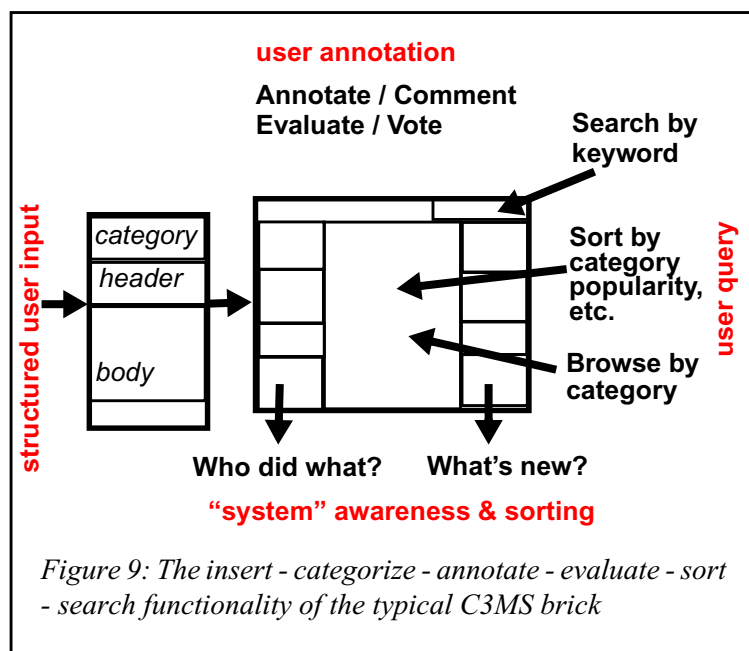 user annotation
Annotate / Comment
Evaluate / Vote
Search by
keyword
structured user input
category
header
body
Sort by
category
popularity,
etc.
Browse by
category
user query
Who did what?
What's new?
“system” awareness & sorting
Figure 9: The insert - categorize - annotate - evaluate - sort
- search functionality of the typical C3MS brick